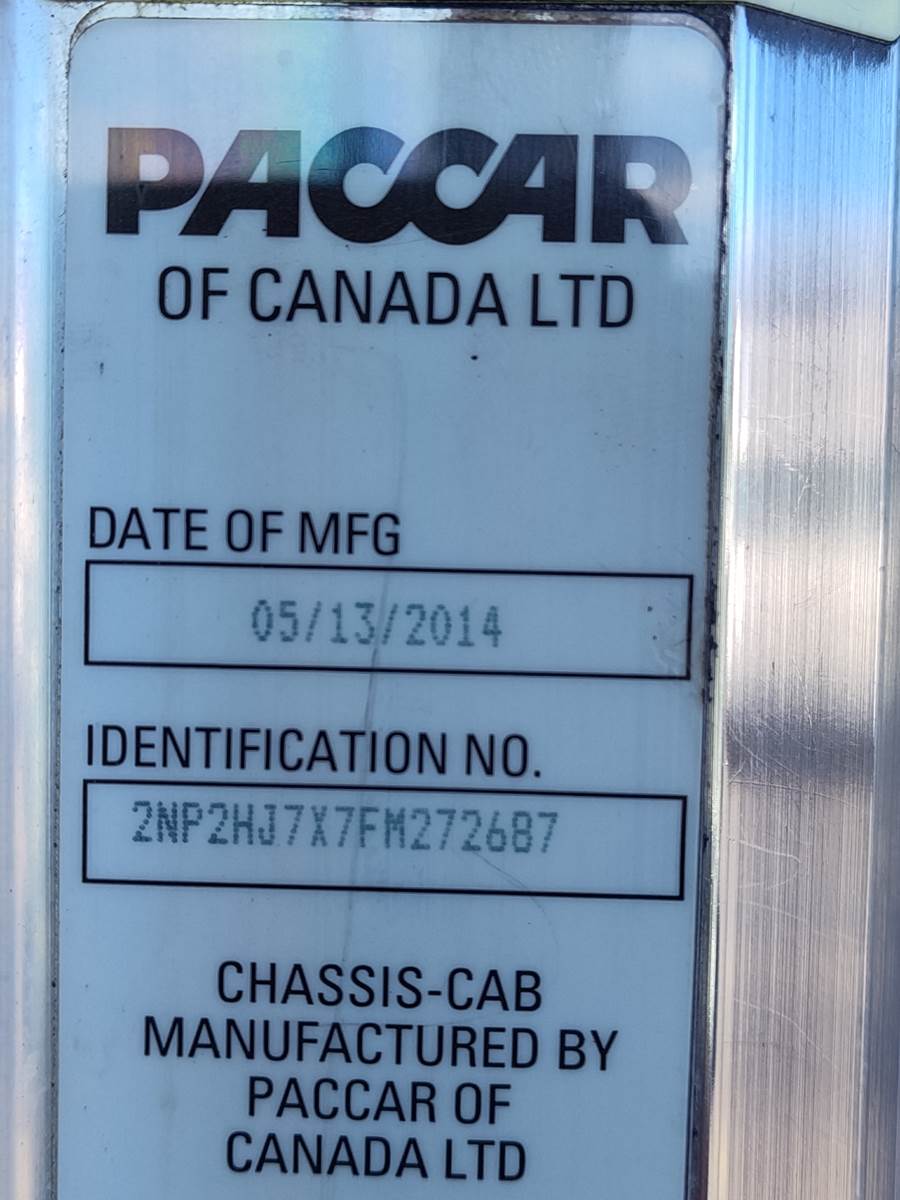 PACCAR
OF CANADA LTD
DATE OF MFG
05/13/2014
IDENTIFICATION NO.
2NP2HJ7X7FM272687
CHASSIS-CAB
MANUFACTURED BY
PACCAR OF
CANADA LTD